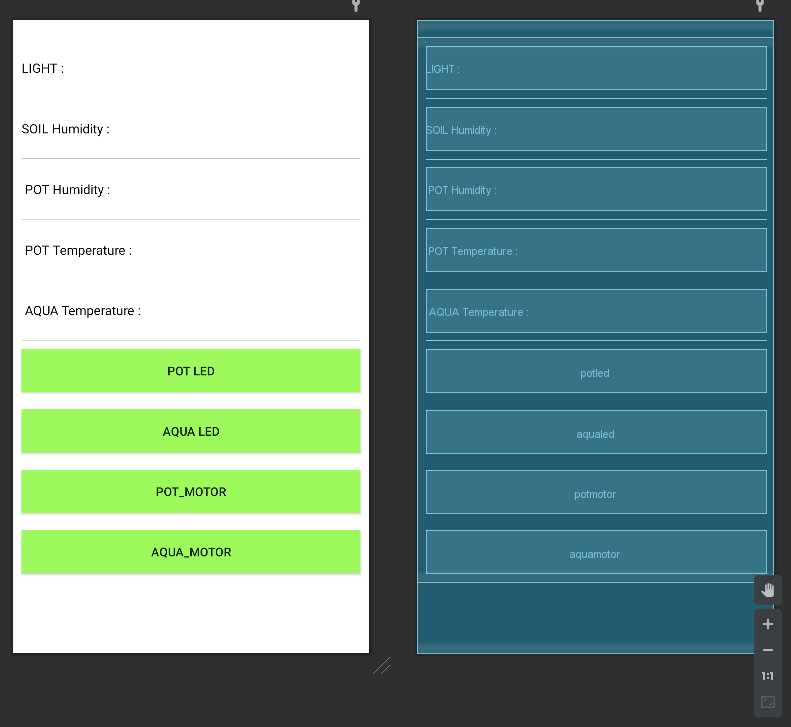 LIGHT :
SOIL Humidity :
POT Humidity :
POT Temperature :
AQUA Temperature :
POT LED
AQUA LED
POT_MOTOR
AQUA_MOTOR
LIGHT :
SOIL Humidity :
POT Humidity :
POT Temperature :
AQUA Temperature :
potled
aqualed
potmotor
aquamotor
1:1